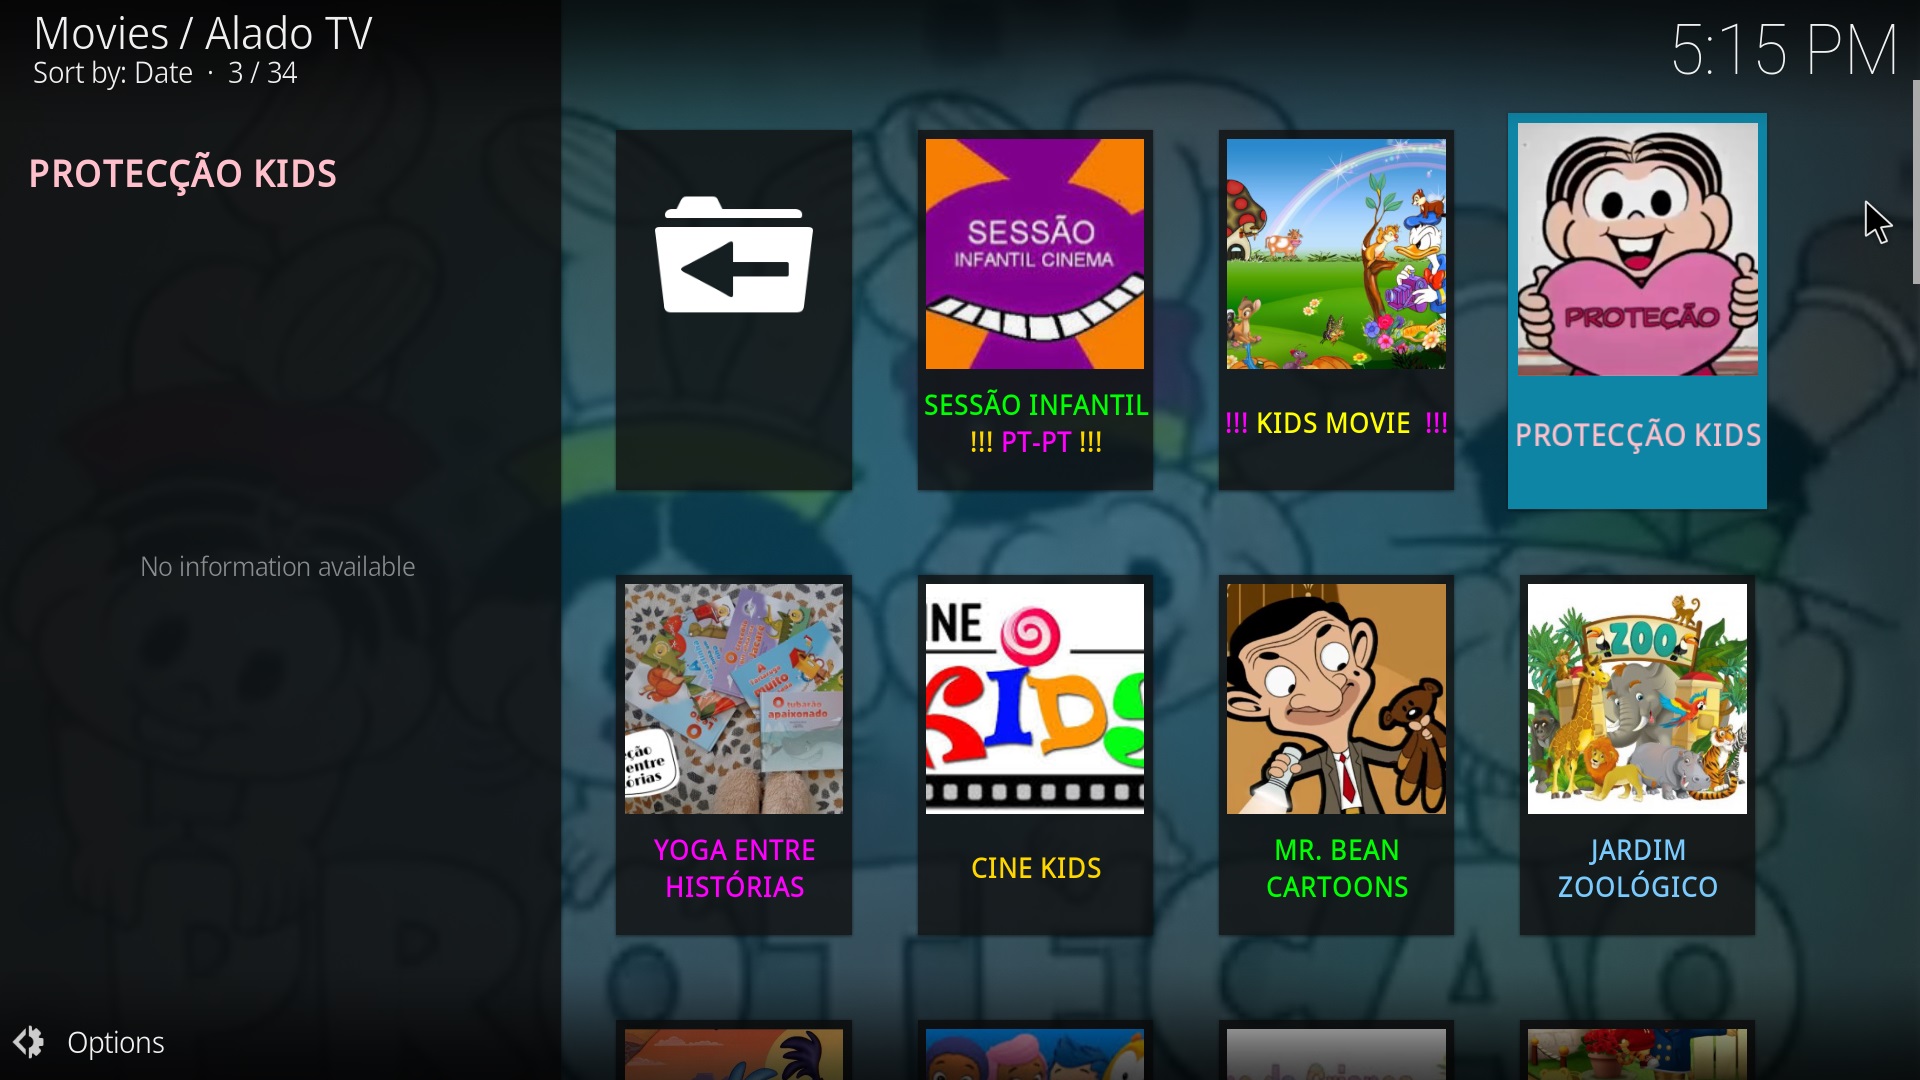 Movies / Alado TV
Sort by: Date · 3 / 34
5:15 PM
PROTECÇÃO KIDS
No information available
Options
SESSÃO
INFANTIL CINEMA
SESSÃO INFANTIL
!!! PT-PT !!!
!!! KIDS MOVIE !!!
PROTEÇÃO
PROTECÇÃO KIDS
muito
O tubarão
apaixonado
ção
entre
órias
YOGA ENTRE
HISTÓRIAS
INE
KIDS
CINE KIDS
MR. BEAN
CARTOONS
ZOO
JARDIM
ZOOLÓGICO